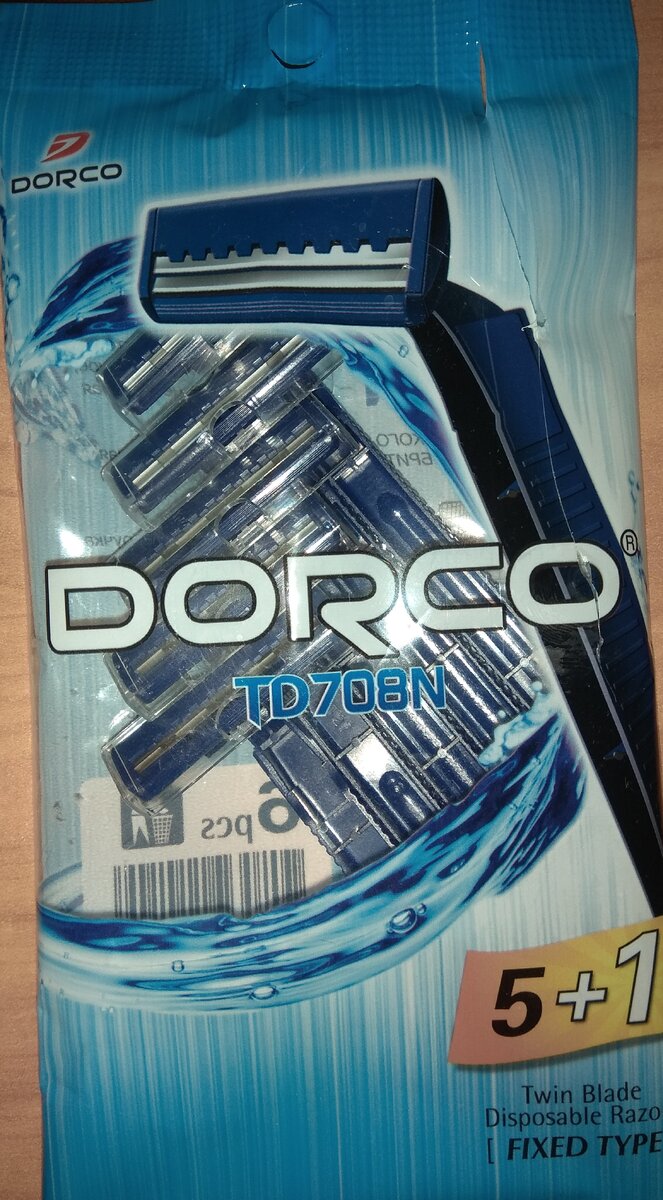 DORCO
DORCO®
TD708N
6 pcs
5+1
Twin Blade
Disposable Razo
[ FIXED TYPE